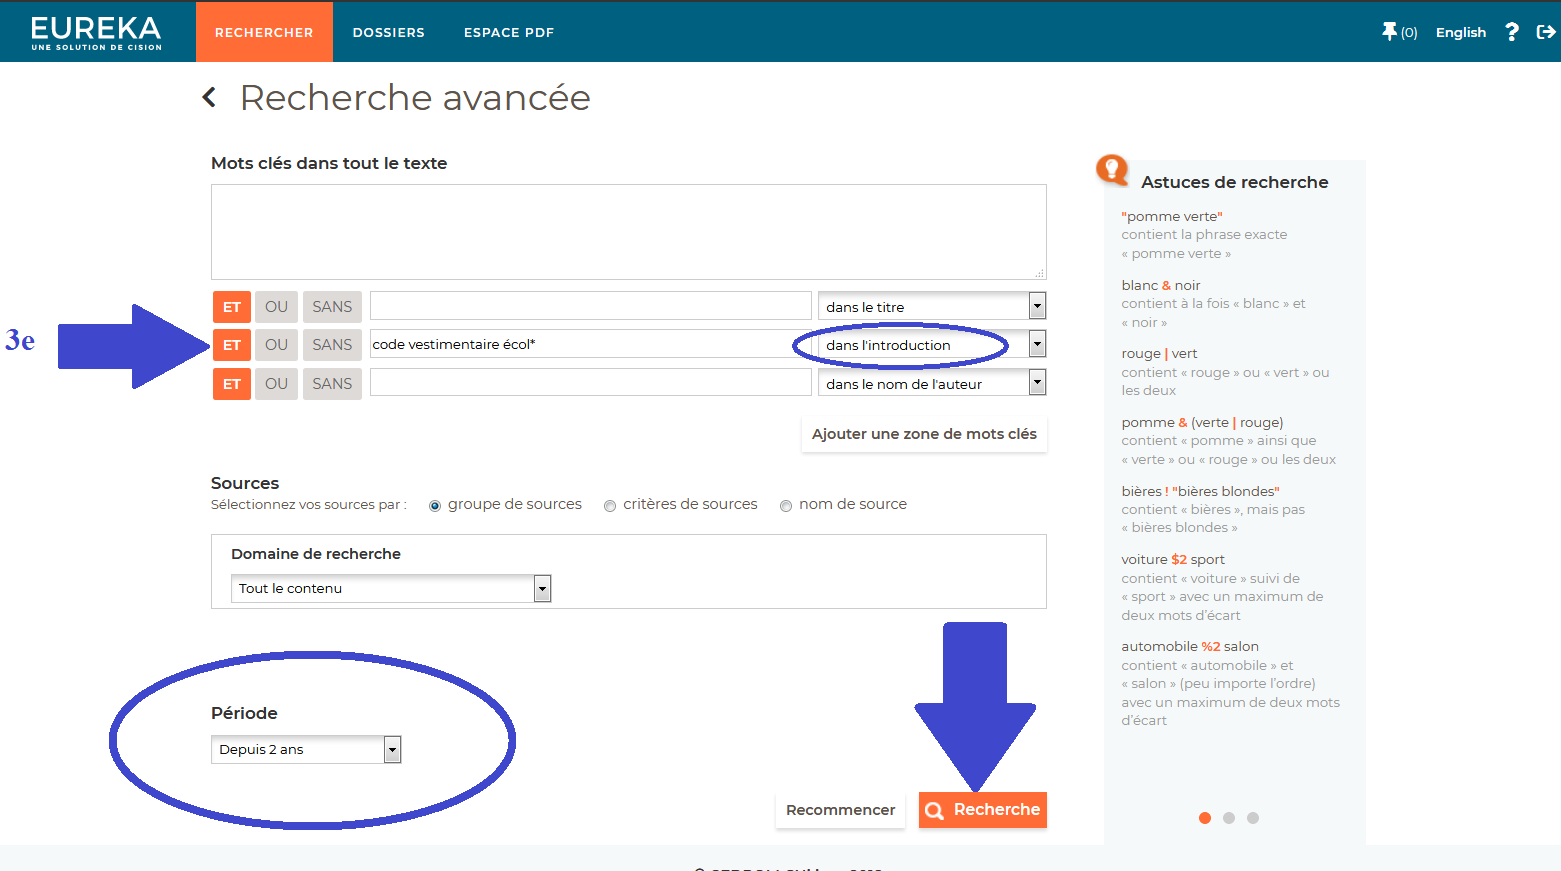 EUREKA
UNE SOLUTION DE CISION
RECHERCHER
DOSSIERS
ESPACE PDF
(0)
English
?
Recherche avancée
Mots clés dans tout le texte
ET OU SANS dans le titre
3e
ET OU SANS code vestimentaire écol* dans l'introduction
ET OU SANS dans le nom de l'auteur
Ajouter une zone de mots clés
Sources
Sélectionnez vos sources par : groupe de sources critères de sources nom de source
Domaine de recherche
Tout le contenu
Période
Depuis 2 ans
Recommencer
Recherche
Astuces de recherche
"pomme verte"
contient la phrase exacte
« pomme verte »
blanc & noir
contient à la fois « blanc » et
« noir »
rouge | vert
contient « rouge » ou « vert » ou
les deux
pomme & (verte | rouge)
contient « pomme » ainsi que
« verte » ou « rouge » ou les deux
bières ! "bières blondes"
contient « bières », mais pas
« bières blondes »
voiture $2 sport
contient « voiture » suivi de
« sport » avec un maximum de
deux mots d'écart
automobile %2 salon
contient « automobile » et
« salon » (peu importe l'ordre)
avec un maximum de deux mots
d'écart